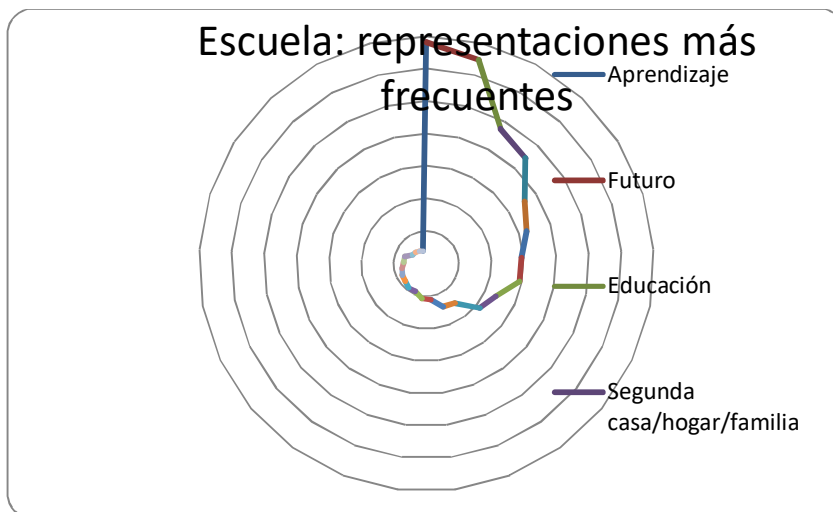 Escuela: representaciones más
frecuentes
Aprendizaje
Futuro
Educación
Segunda
casa/hogar/familia